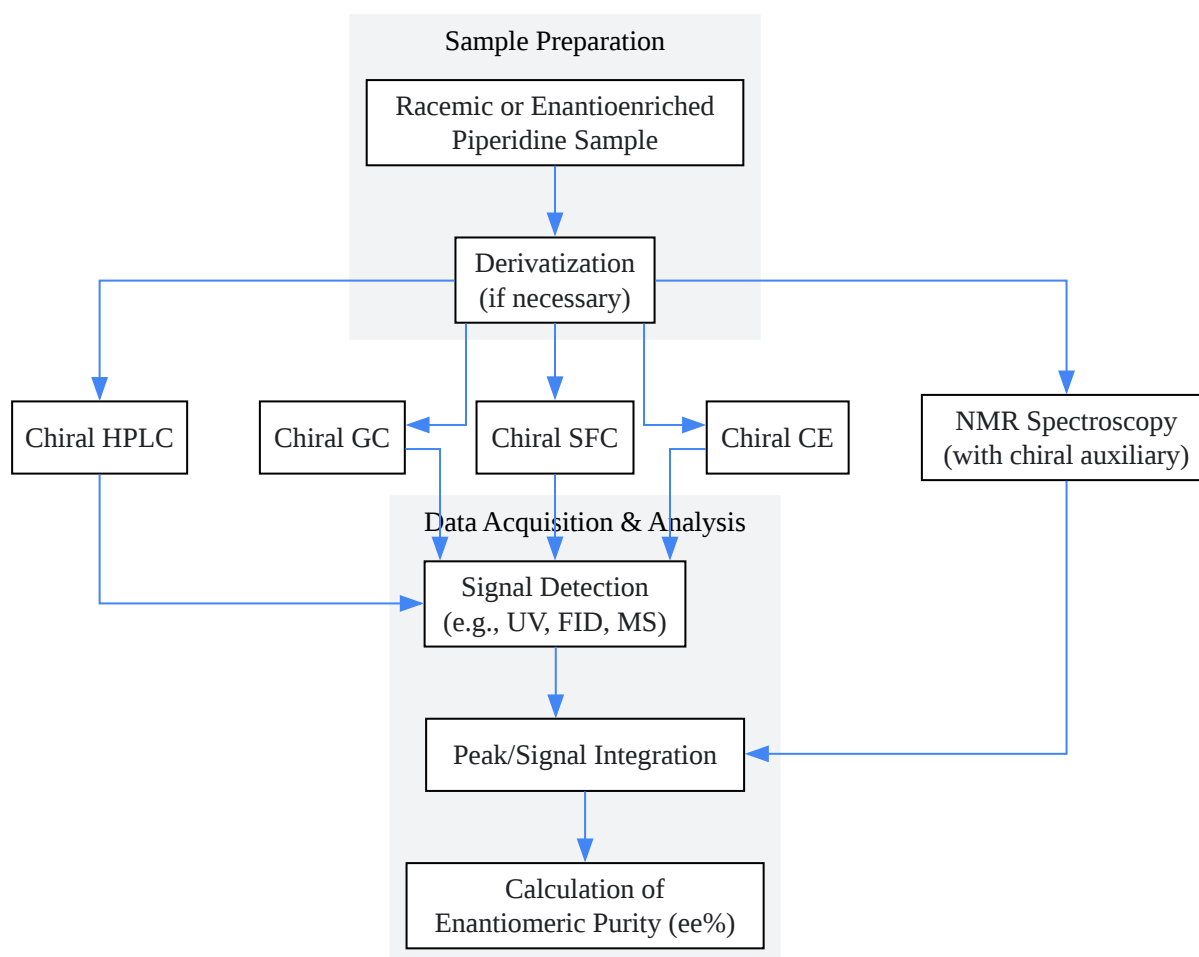 Sample Preparation
Racemic or Enantioenriched
Piperidine Sample
Derivatization
(if necessary)
Chiral HPLC
Chiral GC
Chiral SFC
Chiral CE
NMR Spectroscopy
(with chiral auxiliary)
Data Acquisition & Analysis
Signal Detection
(e.g., UV, FID, MS)
Peak/Signal Integration
Calculation of
Enantiomeric Purity (ee%)